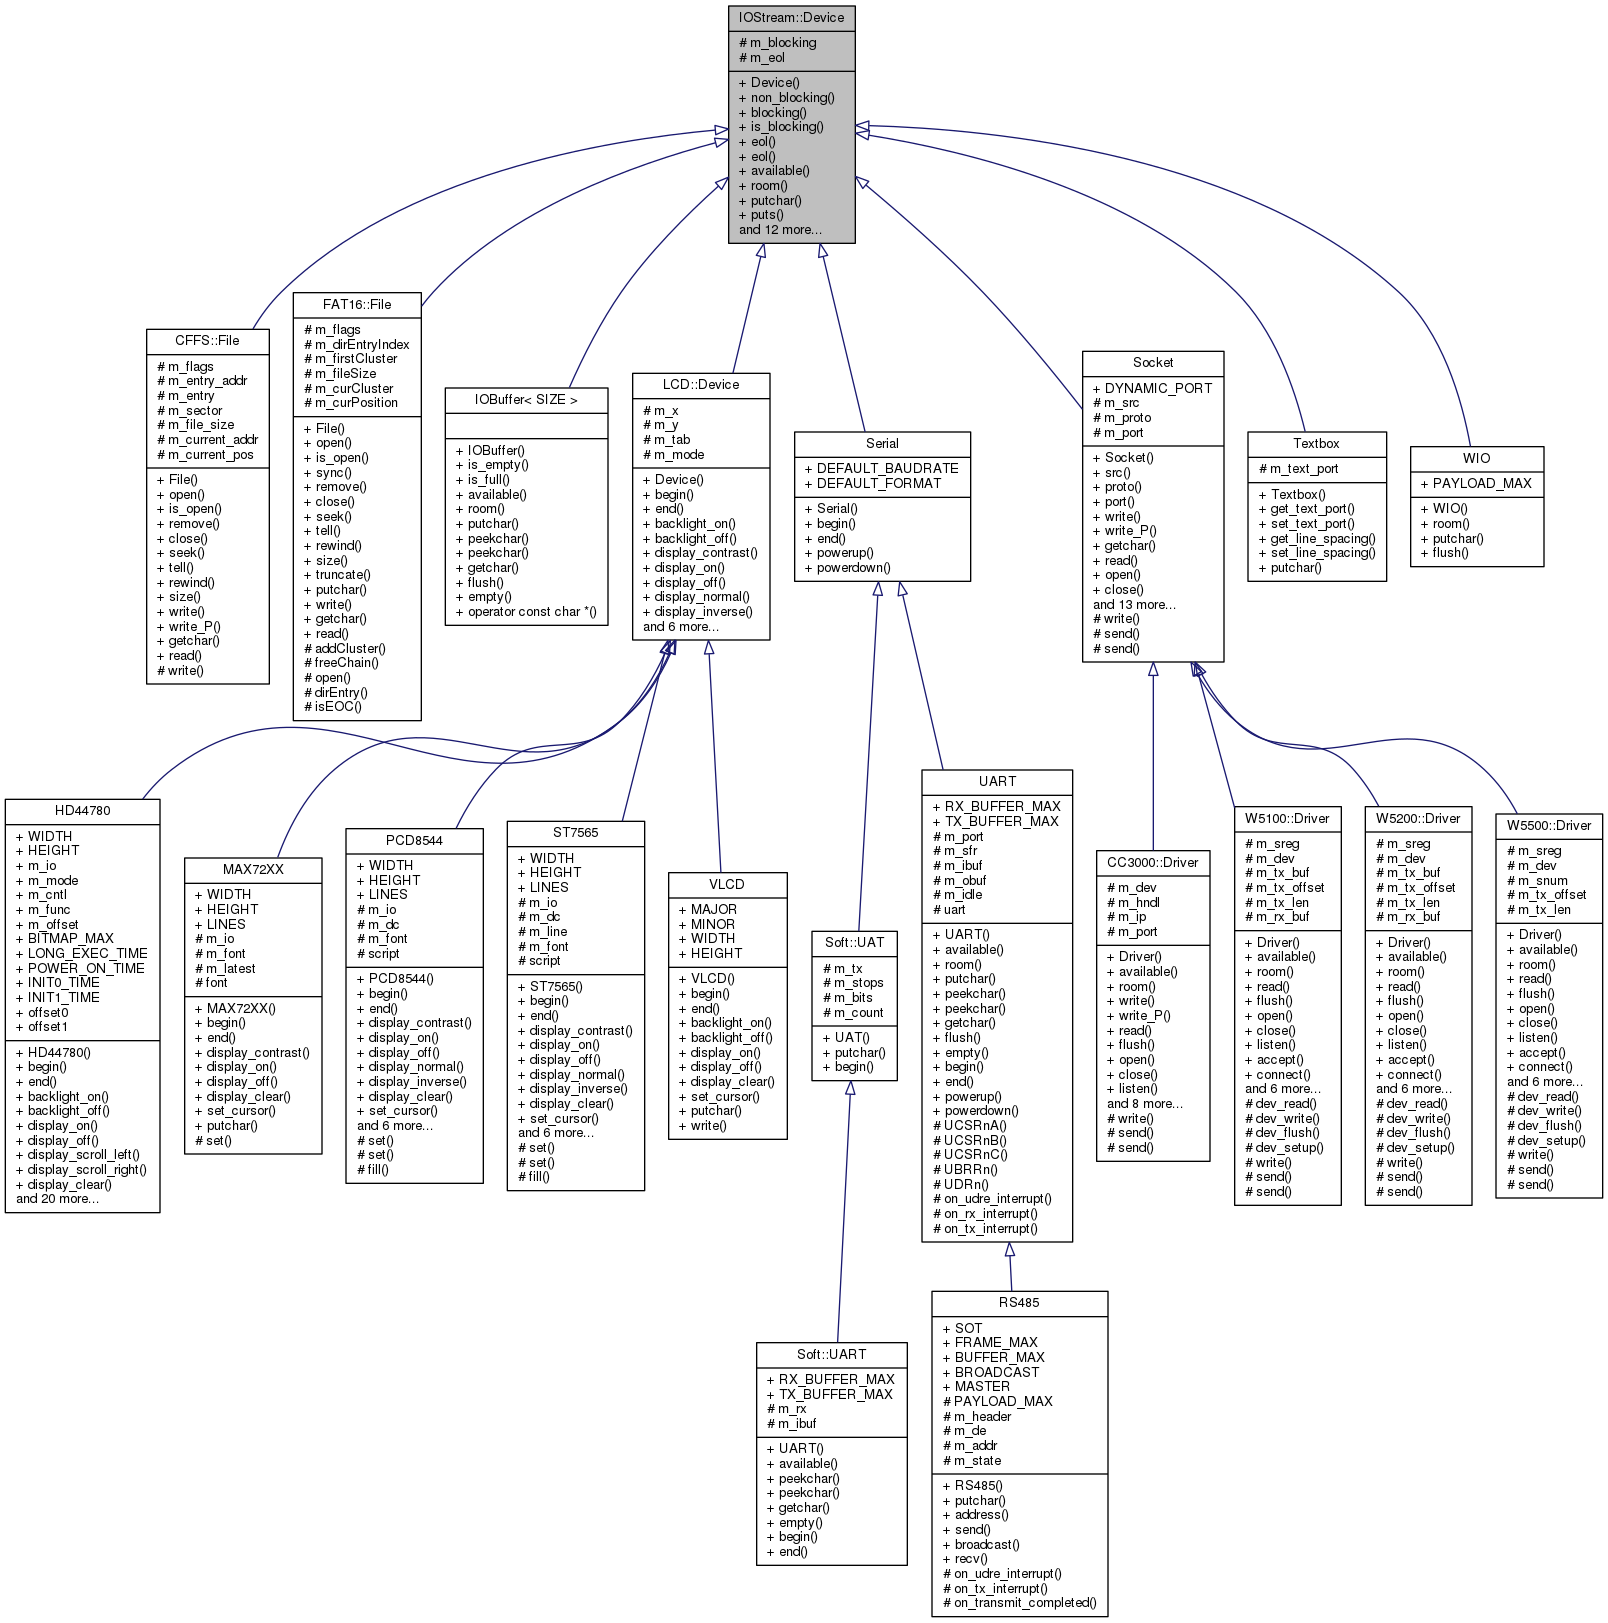 IOStream::Device
# m_blocking
# m_eol
+ Device()
+ non_blocking()
+ blocking()
+ is_blocking()
+ eol()
+ eol()
+ available()
+ room()
+ putchar()
+ puts()
and 12 more...
CFFS::File
# m_flags
# m_entry_addr
# m_entry
# m_sector
# m_file_size
# m_current_addr
# m_current_pos
+ File()
+ open()
+ is_open()
+ remove()
+ close()
+ seek()
+ tell()
+ rewind()
+ size()
+ write()
+ write_P()
+ getchar()
+ read()
# write()
FAT16::File
# m_flags
# m_dirEntryIndex
# m_firstCluster
# m_fileSize
# m_curCluster
# m_curPosition
+ File()
+ open()
+ is_open()
+ sync()
+ remove()
+ close()
+ seek()
+ tell()
+ rewind()
+ size()
+ truncate()
+ putchar()
+ write()
+ getchar()
+ read()
# addCluster()
# freeChain()
# open()
# dirEntry()
# isEOC()
IOBuffer< SIZE >
+ IOBuffer()
+ is_empty()
+ is_full()
+ available()
+ room()
+ putchar()
+ peekchar()
+ peekchar()
+ getchar()
+ flush()
+ empty()
+ operator const char *()
LCD::Device
# m_x
# m_y
# m_tab
# m_mode
+ Device()
+ begin()
+ end()
+ backlight_on()
+ backlight_off()
+ display_contrast()
+ display_on()
+ display_off()
+ display_normal()
+ display_inverse()
and 6 more...
Serial
+ DEFAULT_BAUDRATE
+ DEFAULT_FORMAT
+ Serial()
+ begin()
+ end()
+ powerup()
+ powerdown()
Socket
+ DYNAMIC_PORT
# m_src
# m_proto
# m_port
+ Socket()
+ src()
+ proto()
+ port()
+ write()
+ write_P()
+ getchar()
+ read()
+ open()
+ close()
and 13 more...
# write()
# send()
# send()
Textbox
# m_text_port
+ Textbox()
+ get_text_port()
+ set_text_port()
+ get_line_spacing()
+ set_line_spacing()
+ putchar()
WIO
+ PAYLOAD_MAX
+ WIO()
+ room()
+ putchar()
+ flush()
HD44780
+ WIDTH
+ HEIGHT
+ m_io
+ m_mode
+ m_cntl
+ m_func
+ m_offset
+ BITMAP_MAX
+ LONG_EXEC_TIME
+ POWER_ON_TIME
+ INIT0_TIME
+ INIT1_TIME
+ offset0
+ offset1
+ HD44780()
+ begin()
+ end()
+ backlight_on()
+ backlight_off()
+ display_on()
+ display_off()
+ display_scroll_left()
+ display_scroll_right()
+ display_clear()
and 20 more...
MAX72XX
+ WIDTH
+ HEIGHT
+ LINES
# m_io
# m_font
# m_latest
# font
+ MAX72XX()
+ begin()
+ end()
+ display_contrast()
+ display_on()
+ display_off()
+ display_clear()
+ set_cursor()
+ putchar()
# set()
PCD8544
+ WIDTH
+ HEIGHT
+ LINES
# m_io
# m_dc
# m_font
# script
+ PCD8544()
+ begin()
+ end()
+ display_contrast()
+ display_on()
+ display_off()
+ display_normal()
+ display_inverse()
+ display_clear()
+ set_cursor()
and 6 more...
# set()
# set()
# fill()
ST7565
+ WIDTH
+ HEIGHT
+ LINES
# m_io
# m_dc
# m_line
# m_font
# script
+ ST7565()
+ begin()
+ end()
+ display_contrast()
+ display_on()
+ display_off()
+ display_normal()
+ display_inverse()
+ display_clear()
+ set_cursor()
and 6 more...
# set()
# set()
# fill()
VLCD
+ MAJOR
+ MINOR
+ WIDTH
+ HEIGHT
+ VLCD()
+ begin()
+ end()
+ backlight_on()
+ backlight_off()
+ display_on()
+ display_off()
+ display_clear()
+ set_cursor()
+ putchar()
+ write()
Soft::UAT
# m_tx
# m_stops
# m_bits
# m_count
+ UAT()
+ putchar()
+ begin()
UART
+ RX_BUFFER_MAX
+ TX_BUFFER_MAX
# m_port
# m_sfr
# m_ibuf
# m_obuf
# m_idle
# uart
+ UART()
+ available()
+ room()
+ putchar()
+ peekchar()
+ peekchar()
+ getchar()
+ flush()
+ empty()
+ begin()
+ end()
+ powerup()
+ powerdown()
# UCSRnA()
# UCSRnB()
# UCSRnC()
# UBRRn()
# UDRn()
# on_udre_interrupt()
# on_rx_interrupt()
# on_tx_interrupt()
CC3000::Driver
# m_dev
# m_hndl
# m_ip
# m_port
+ Driver()
+ available()
+ room()
+ write()
+ write_P()
+ read()
+ flush()
+ open()
+ close()
+ listen()
and 8 more...
# write()
# send()
# send()
W5100::Driver
# m_sreg
# m_dev
# m_tx_buf
# m_tx_offset
# m_tx_len
# m_rx_buf
+ Driver()
+ available()
+ room()
+ read()
+ flush()
+ open()
+ close()
+ listen()
+ accept()
+ connect()
and 6 more...
# dev_read()
# dev_write()
# dev_flush()
# dev_setup()
# write()
# send()
# send()
W5200::Driver
# m_sreg
# m_dev
# m_tx_buf
# m_tx_offset
# m_tx_len
# m_rx_buf
+ Driver()
+ available()
+ room()
+ read()
+ flush()
+ open()
+ close()
+ listen()
+ accept()
+ connect()
and 6 more...
# dev_read()
# dev_write()
# dev_flush()
# dev_setup()
# write()
# send()
# send()
W5500::Driver
# m_sreg
# m_dev
# m_snum
# m_tx_offset
# m_tx_len
+ Driver()
+ available()
+ room()
+ read()
+ flush()
+ open()
+ close()
+ listen()
+ accept()
+ connect()
and 6 more...
# dev_read()
# dev_write()
# dev_flush()
# dev_setup()
# write()
# send()
# send()
Soft::UART
+ RX_BUFFER_MAX
+ TX_BUFFER_MAX
# m_rx
# m_ibuf
+ UART()
+ available()
+ peekchar()
+ peekchar()
+ getchar()
+ empty()
+ begin()
+ end()
RS485
+ SOT
+ FRAME_MAX
+ BUFFER_MAX
+ BROADCAST
+ MASTER
# PAYLOAD_MAX
# m_header
# m_de
# m_addr
# m_state
+ RS485()
+ putchar()
+ address()
+ send()
+ broadcast()
+ recv()
# on_udre_interrupt()
# on_tx_interrupt()
# on_transmit_completed()